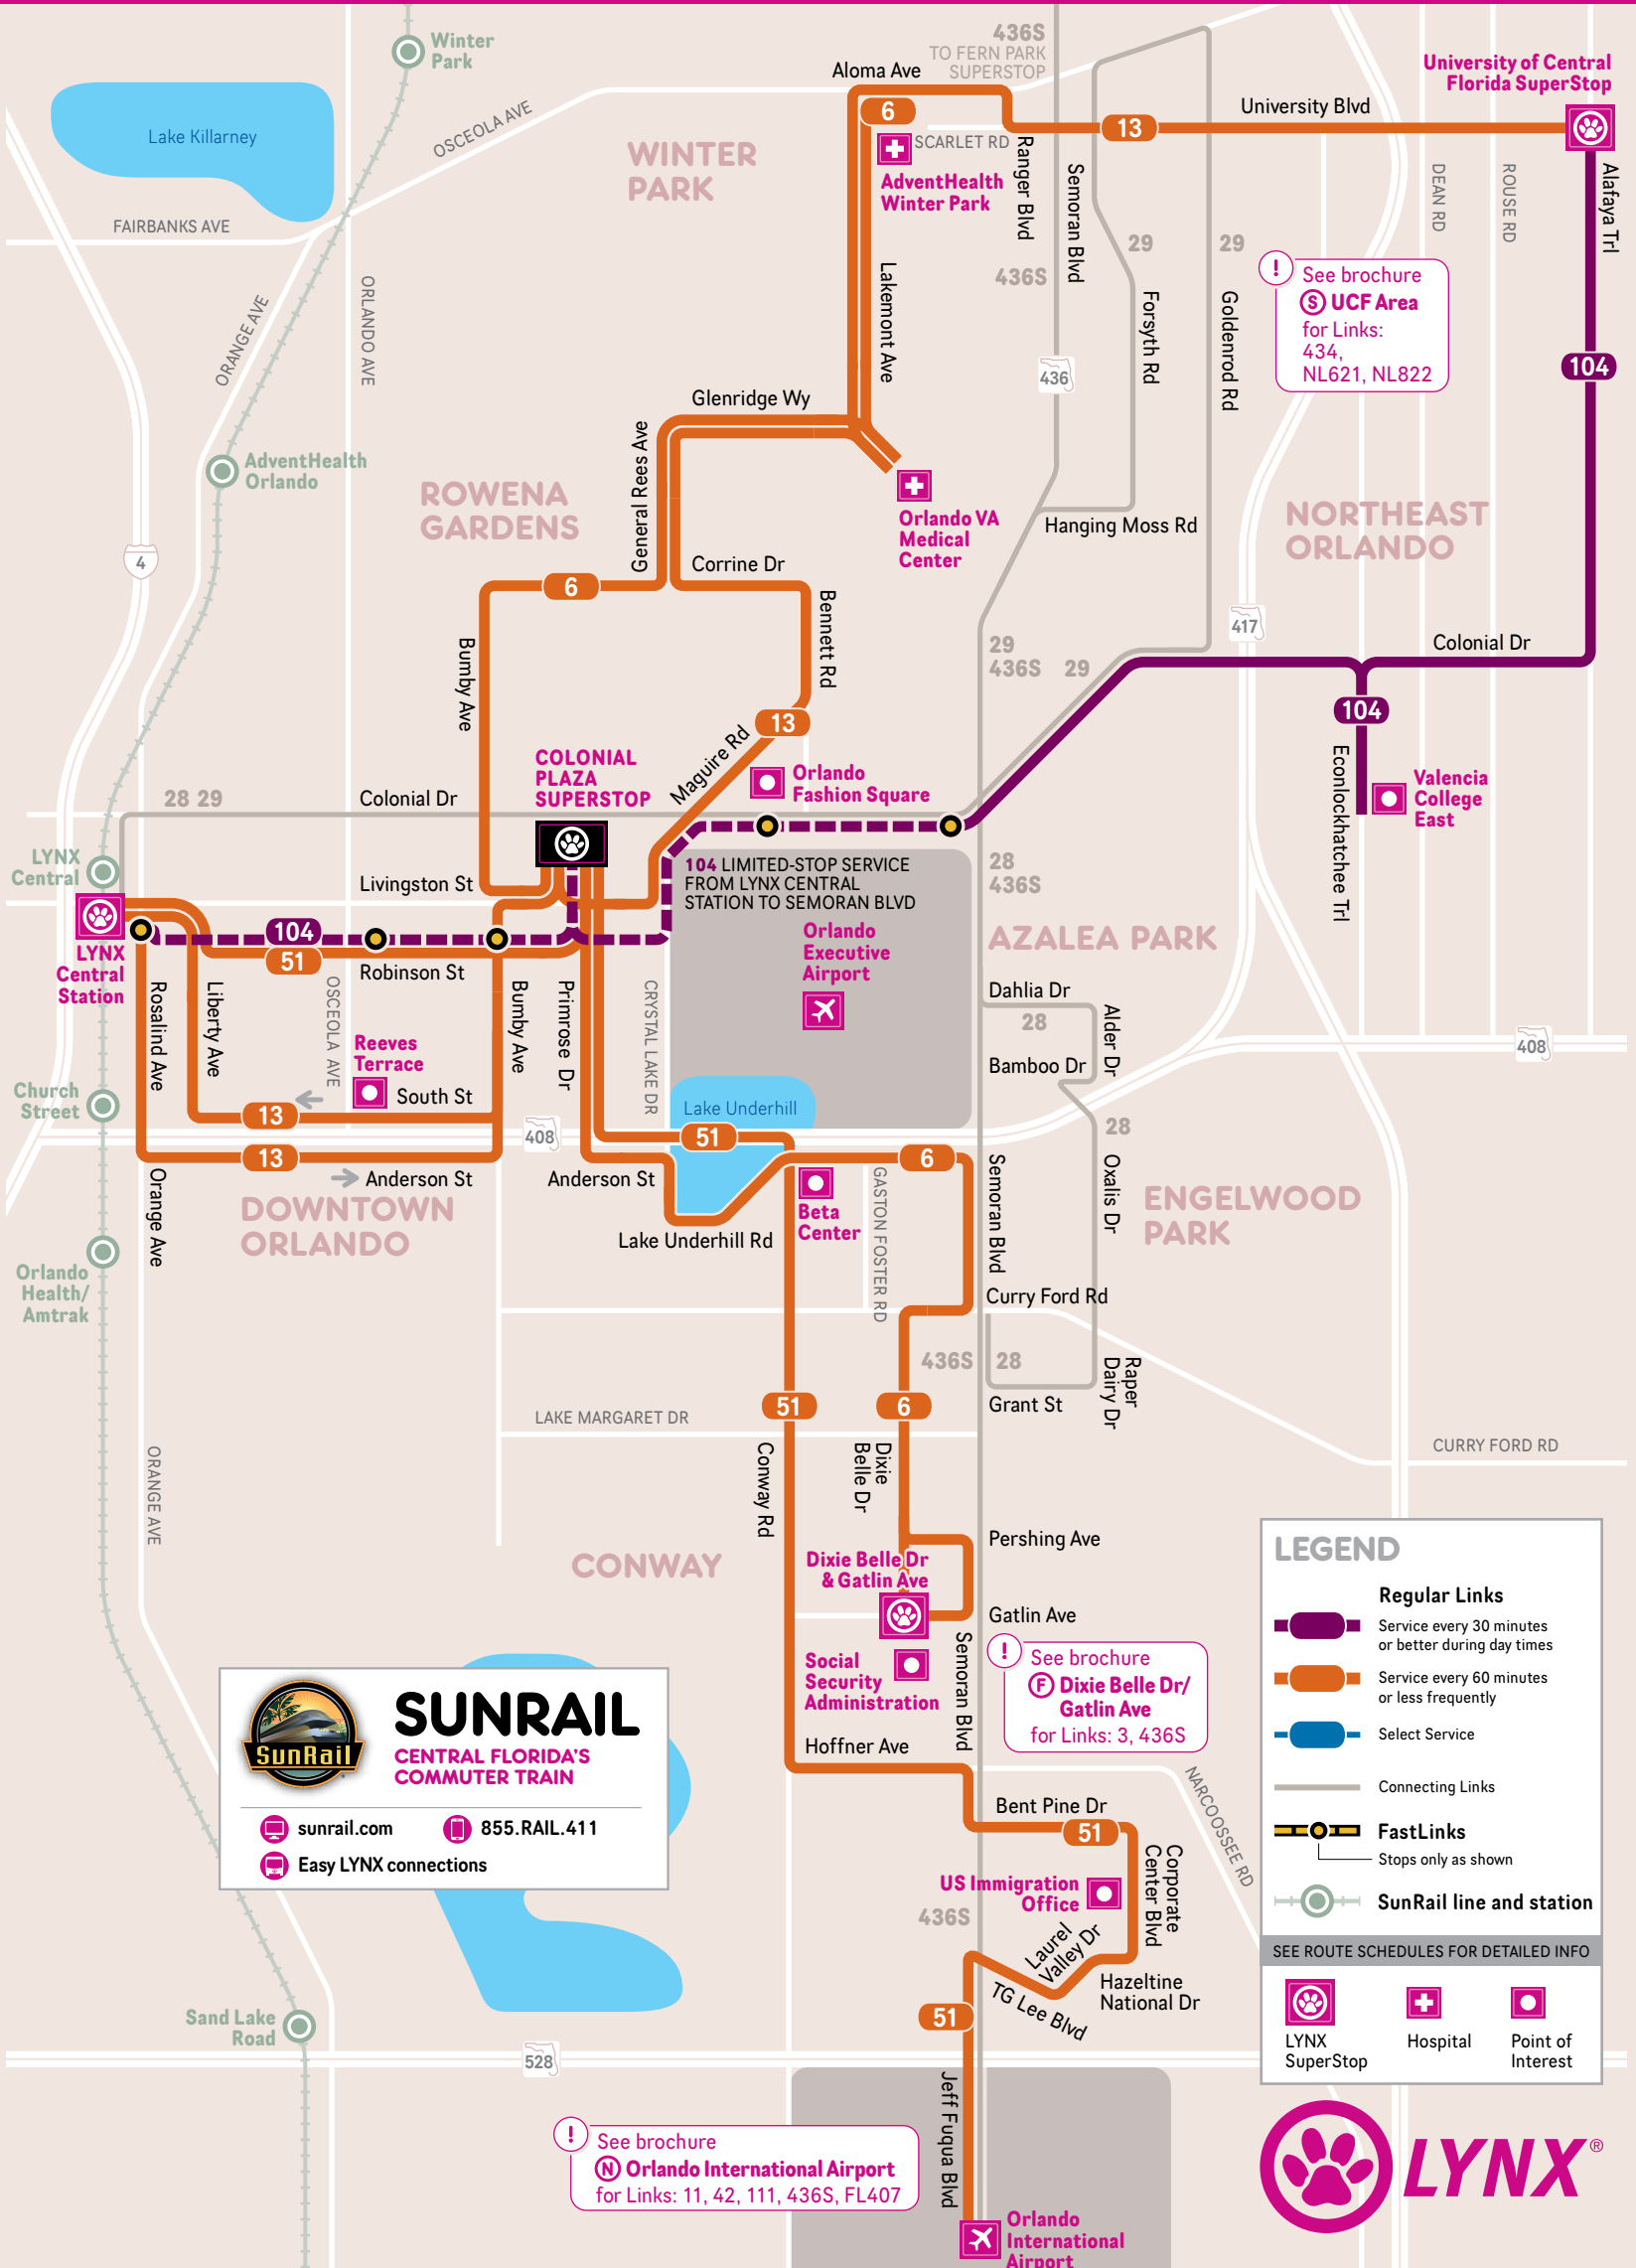 Winter
Park
436S
TO FERN PARK
SUPERSTOP
Aloma Ave
University of Central
Florida SuperStop
Lake Killarney
OSCEOLA AVE
6
13
University Blvd
SCARLET RD
WINTER
PARK
AdventHealth
Winter Park
Ranger Blvd
Semoran Blvd
DEAN RD
ROUSE RD
Alafaya Trl
FAIRBANKS AVE
29
29
436S
See brochure
S UCF Area
for Links:
434,
NL621, NL822
!
ORANGE AVE
ORLANDO AVE
Lakemont Ave
Forsyth Rd
Goldenrod Rd
436
104
Glenridge Wy
General Rees Ave
AdventHealth
Orlando
ROWENA
GARDENS
Orlando VA
Medical
Center
Hanging Moss Rd
NORTHEAST
ORLANDO
4
6
Corrine Dr
Bennett Rd
417
Bumby Ave
29
436S
29
Colonial Dr
104
13
Maguire Rd
COLONIAL
PLAZA
SUPERSTOP
Orlando
Fashion Square
Econlockhatchee Trl
Valencia
College
East
28 29
Colonial Dr
LYNX
Central
Livingston St
104 LIMITED-STOP SERVICE
FROM LYNX CENTRAL
STATION TO SEMORAN BLVD
28
436S
LYNX
Central
Station
104
51
Robinson St
Orlando
Executive
Airport
AZALEA PARK
Rosalind Ave
Liberty Ave
OSCEOLA AVE
Bumby Ave
Primrose Dr
CRYSTAL LAKE DR
Dahlia Dr
28
Alder Dr
Bamboo Dr
408
Reeves
Terrace
South St
Church
Street
13
408
Lake Underhill
51
28
13
Anderson St
Anderson St
6
Semoran Blvd
Oxalis Dr
ENGELWOOD
PARK
Orange Ave
DOWNTOWN
ORLANDO
Beta
Center
GASTON FOSTER RD
Lake Underhill Rd
Orlando
Health/
Amtrak
Curry Ford Rd
436S
28
Raper
Dairy Dr
Grant St
51
6
LAKE MARGARET DR
Conway Rd
Dixie
Belle Dr
CURRY FORD RD
ORANGE AVE
Pershing Ave
CONWAY
Dixie Belle Dr
& Gatlin Ave
Gatlin Ave
Social
Security
Administration
Semoran Blvd
!
See brochure
F Dixie Belle Dr/
Gatlin Ave
for Links: 3, 436S
Hoffner Ave
NARCOOSSEE RD
Bent Pine Dr
51
Corporate
Center Blvd
US Immigration
Office
436S
Laurel
Valley Dr
Hazeltine
National Dr
TG Lee Blvd
51
SunRail
SUNRAIL
CENTRAL FLORIDA'S
COMMUTER TRAIN
sunrail.com
855.RAIL.411
Easy LYNX connections
Sand Lake
Road
528
Jeff Fuqua Blvd
!
See brochure
N Orlando International Airport
for Links: 11, 42, 111, 436S, FL407
Orlando
International
Airport
LEGEND
Regular Links
Service every 30 minutes
or better during day times
Service every 60 minutes
or less frequently
Select Service
Connecting Links
FastLinks
Stops only as shown
SunRail line and station
SEE ROUTE SCHEDULES FOR DETAILED INFO
LYNX
SuperStop
Hospital
Point of
Interest
LYNX®